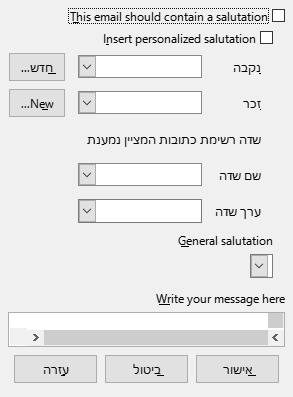 This email should contain a salutation
Insert personalized salutation
נקבה
חדש...
זכר
New...
שדה רשימת כתובות המציין נמענת
שם שדה
ערך שדה
General salutation
Write your message here
אישור
ביטול
עזרה